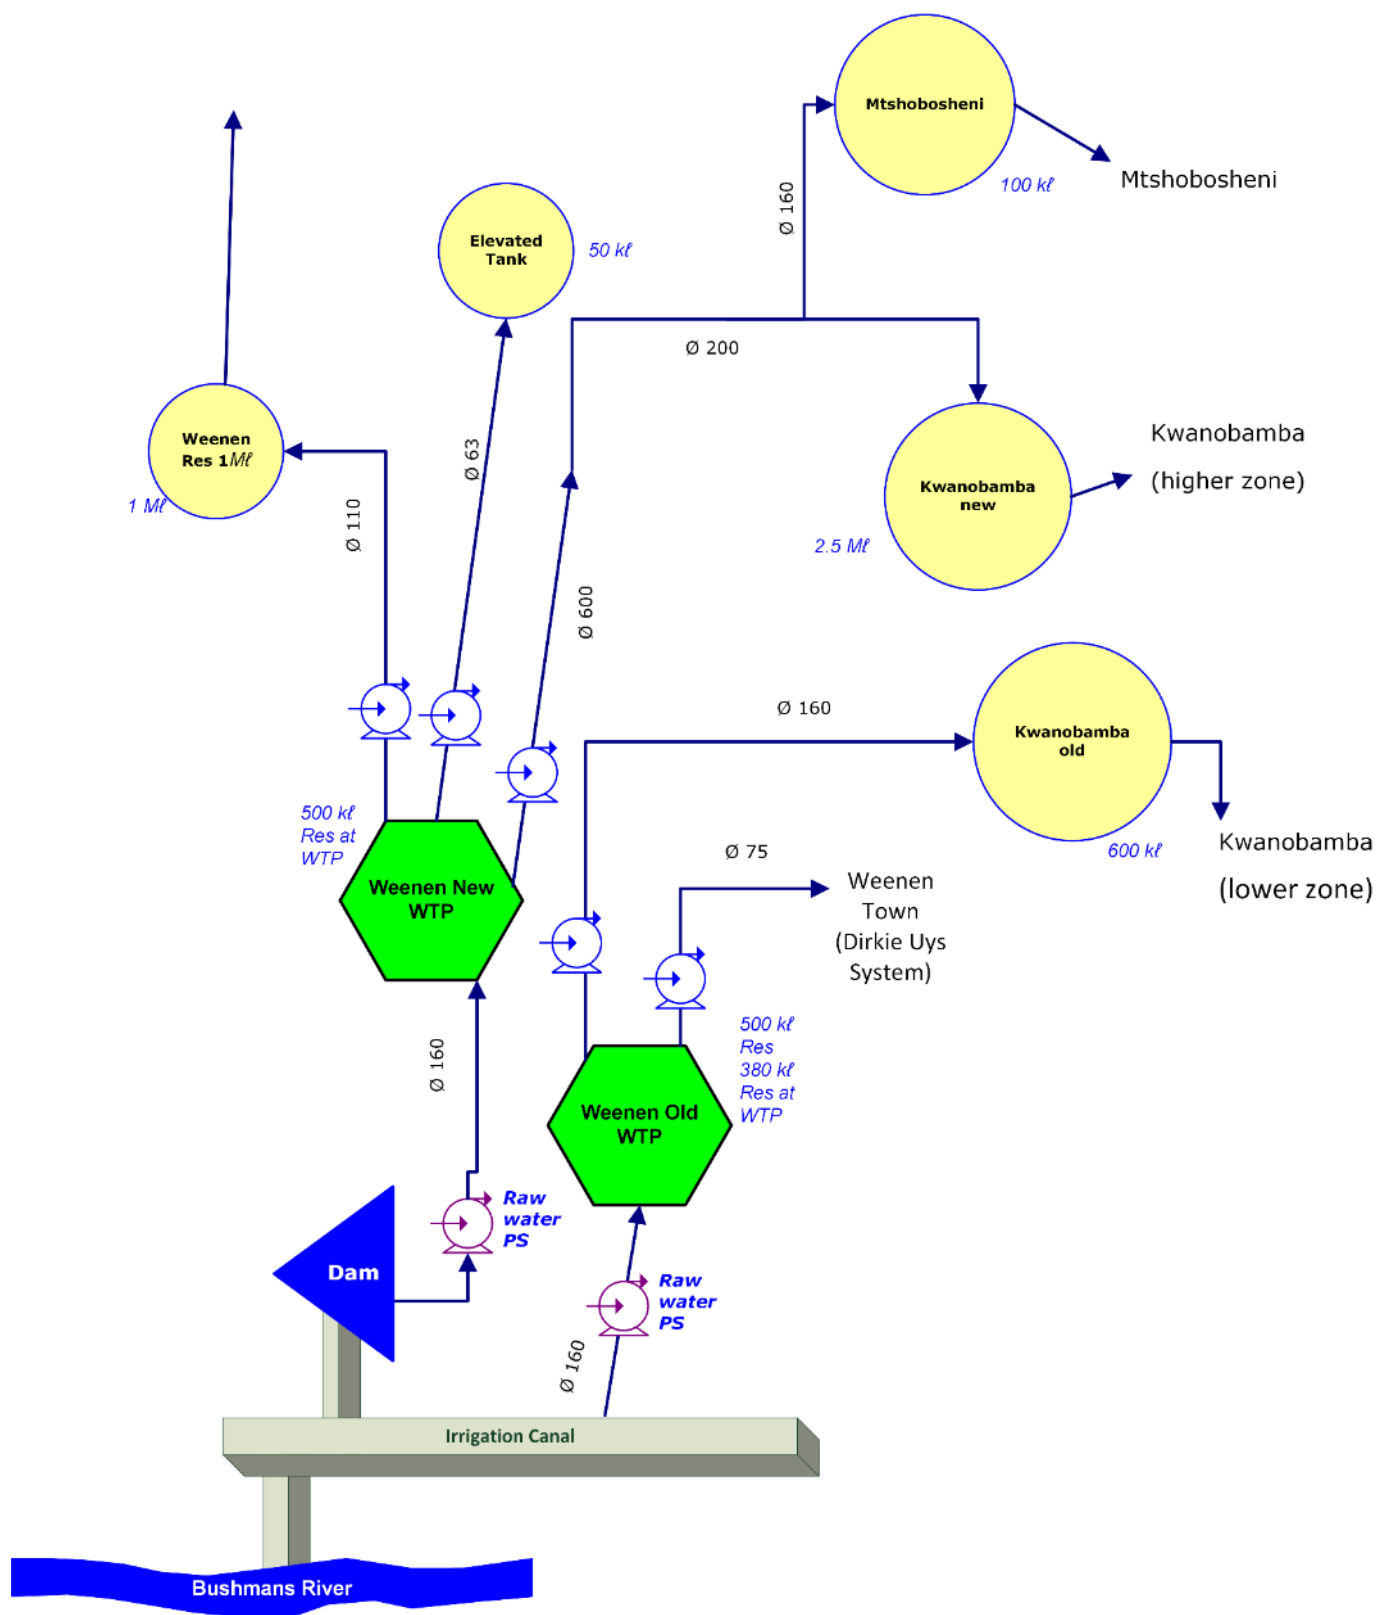 Mtshobosheni
100 kℓ
Mtshobosheni
Ø 160
Elevated
Tank
50 kℓ
Ø 200
Weenen
Res 1Mℓ
1 Mℓ
Ø 110
Ø 63
Ø 600
Kwanobamba
new
2.5 Mℓ
Kwanobamba
(higher zone)
Ø 160
Kwanobamba
old
600 kℓ
Kwanobamba
(lower zone)
500 kℓ
Res at
WTP
Weenen New
WTP
Ø 75
Weenen
Town
(Dirkie Uys
System)
Ø 160
500 kℓ
Res
380 kℓ
Res at
WTP
Weenen Old
WTP
Raw
water
PS
Dam
Raw
water
PS
Ø 160
Irrigation Canal
Bushmans River